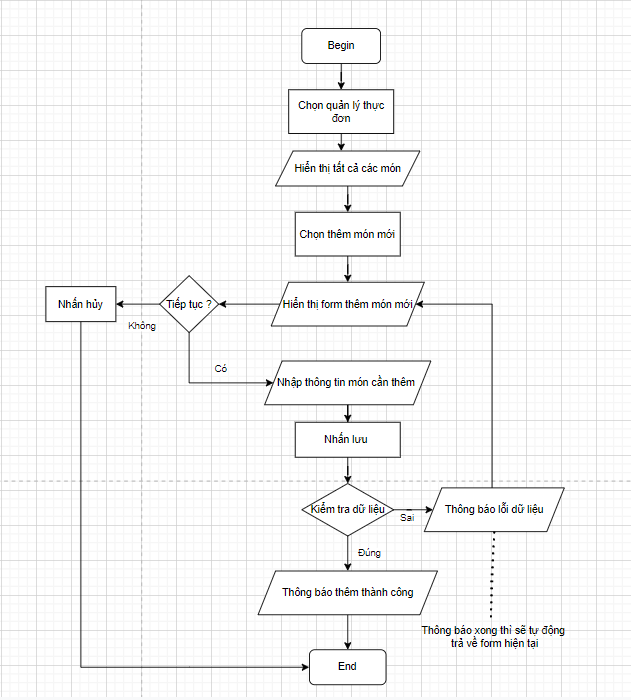 Begin
Chọn quản lý thực
đơn
Hiển thị tất cả các món
Chọn thêm món mới
Hiển thị form thêm món mới
Tiếp tục ?
Nhấn hủy
Không
Có
Nhập thông tin món cần thêm
Nhấn lưu
Kiểm tra dữ liệu
Sai
Thông báo lỗi dữ liệu
Đúng
Thông báo thêm thành công
Thông báo xong thì sẽ tự động
trả về form hiện tại
End